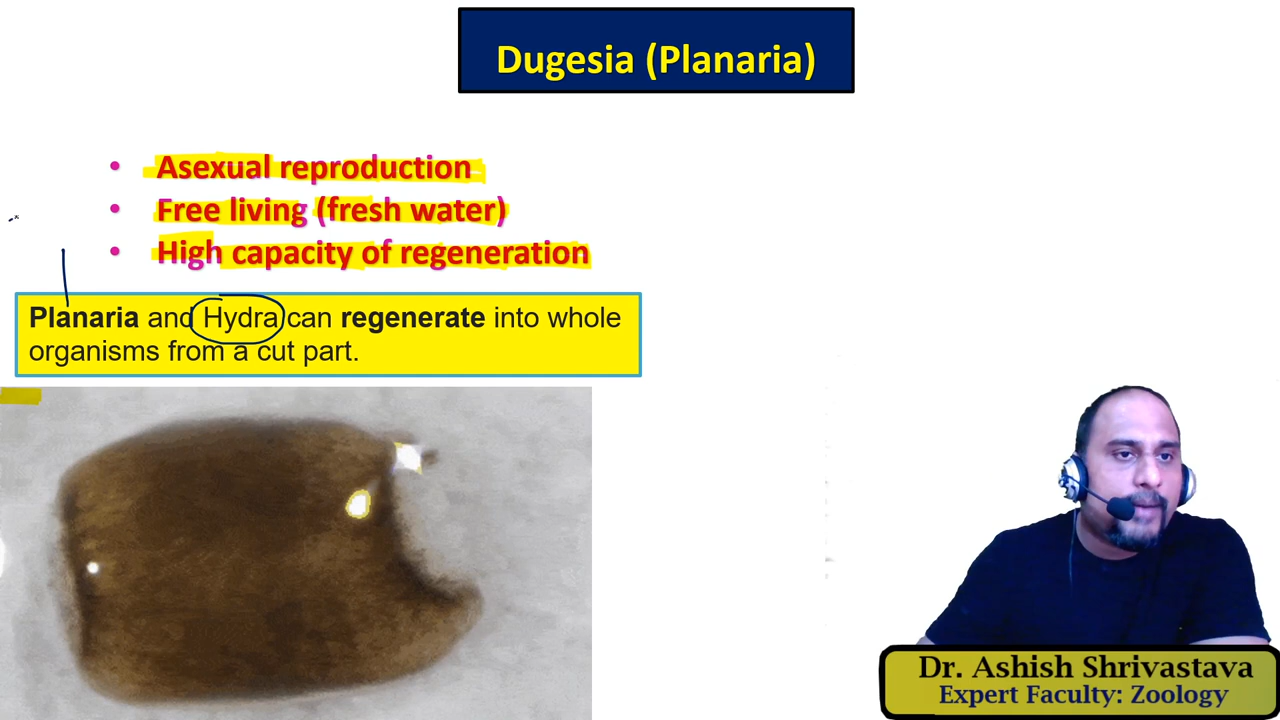 Dugesia (Planaria)
• Asexual reproduction
• Free living (fresh water)
• High capacity of regeneration
Planaria and Hydra can regenerate into whole
organisms from a cut part.
Dr. Ashish Shrivastava
Expert Faculty: Zoology